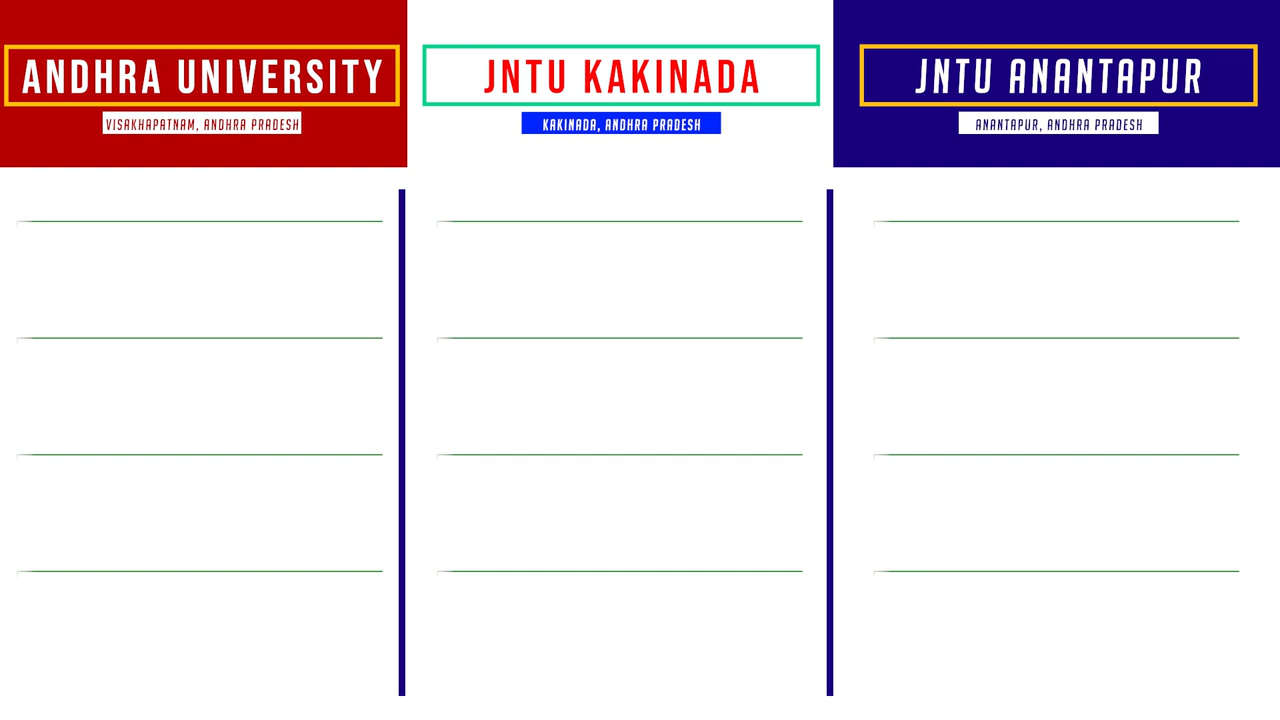 ANDHRA UNIVERSITY
VISAKHAPATNAM, ANDHRA PRADESH
JNTU KAKINADA
KAKINADA, ANDHRA PRADESH
JNTU ANANTAPUR
ANANTAPUR, ANDHRA PRADESH